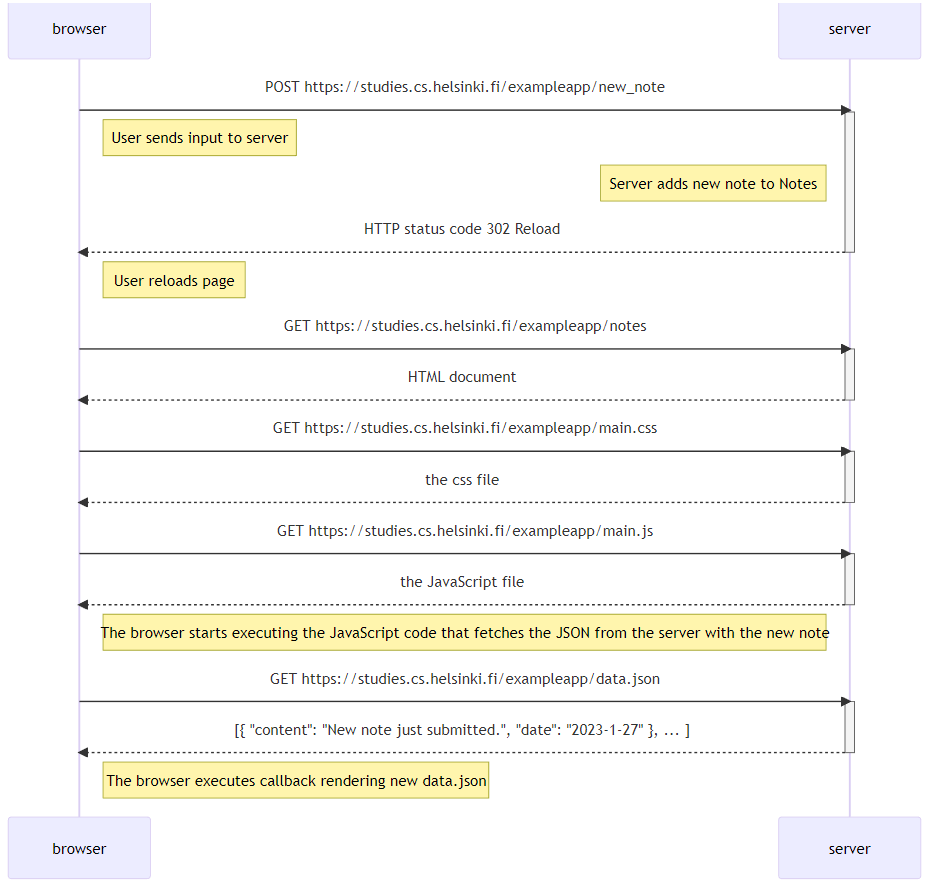 browser
server
POST https://studies.cs.helsinki.fi/exampleapp/new_note
User sends input to server
Server adds new note to Notes
HTTP status code 302 Reload
User reloads page
GET https://studies.cs.helsinki.fi/exampleapp/notes
HTML document
GET https://studies.cs.helsinki.fi/exampleapp/main.css
the css file
GET https://studies.cs.helsinki.fi/exampleapp/main.js
the JavaScript file
The browser starts executing the JavaScript code that fetches the JSON from the server with the new note
GET https://studies.cs.helsinki.fi/exampleapp/data.json
[{ "content": "New note just submitted.", "date": "2023-1-27" }, ... ]
The browser executes callback rendering new data.json
browser
server